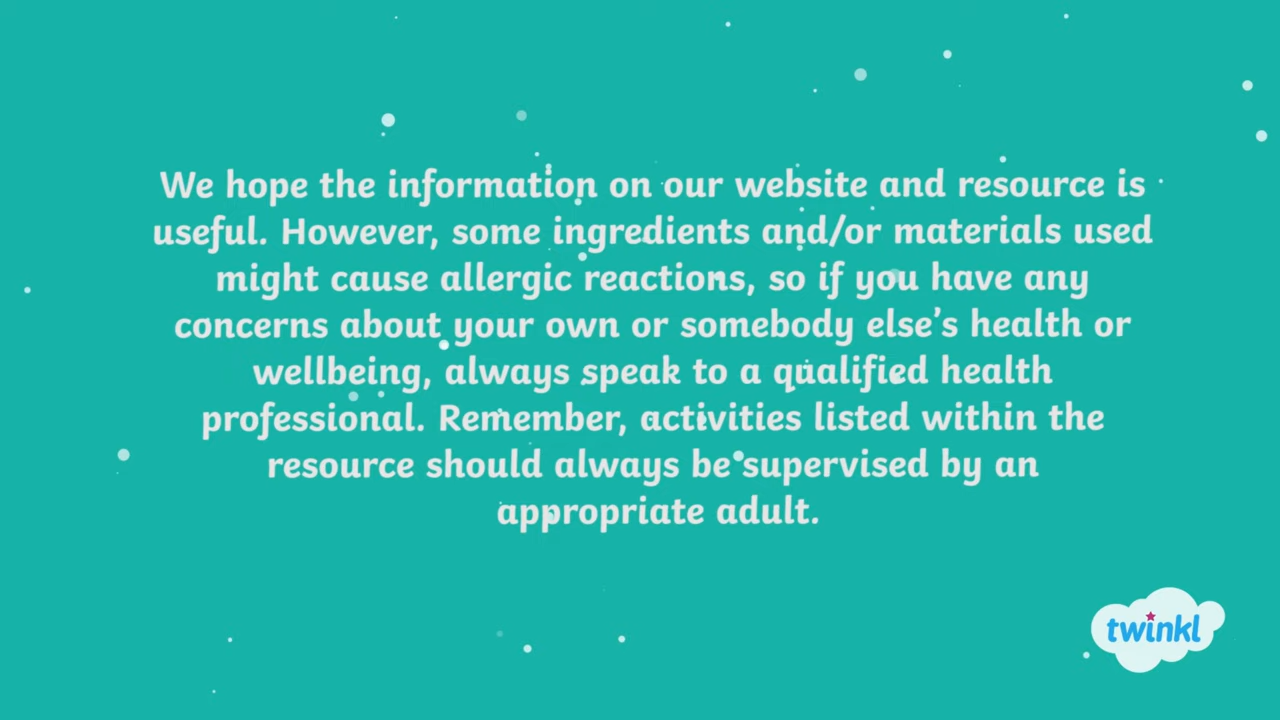 We hope the information on our website and resource is
useful. However, some ingredients and/or materials used
might cause allergic reactions, so if you have any
concerns about your own or somebody else's health or
wellbeing, always speak to a qualified health
professional. Remember, activities listed within the
resource should always be supervised by an
appropriate adult.
twinkl